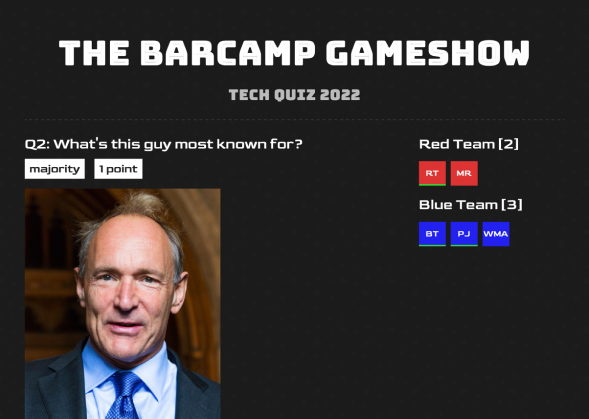 THE BARCAMP GAMESHOW
TECH QUIZ 2022
Q2: What's this guy most known for?
majority 1 point
Red Team [2]
RT MR
Blue Team [3]
BT PJ WMA